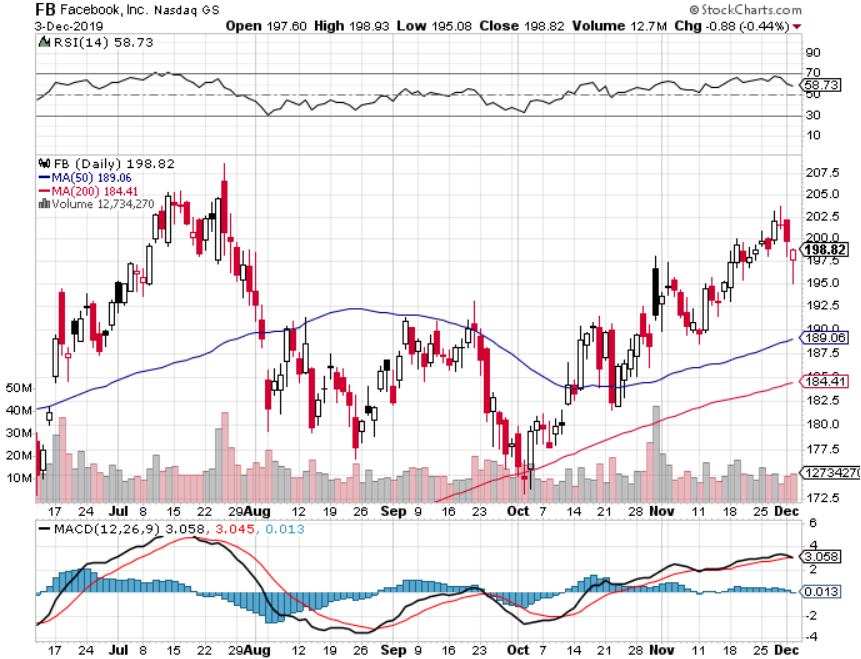 FB Facebook, Inc. Nasdaq GS
© StockCharts.com
3-Dec-2019
Open 197.60 High 198.93 Low 195.08 Close 198.82 Volume 12.7M Chg -0.88 (-0.44%)
RSI(14) 58.73
90
70
58.73
50
30
10
FB (Daily) 198.82
MA(50) 189.06
MA(200) 184.41
Volume 12,734,270
207.5
205.0
202.5
200.0
198.82
197.5
195.0
192.5
190.0
189.06
187.5
184.41
182.5
180.0
177.5
12734270
172.5
50M
40M
30M
20M
10M
17 24 Jul 8 15 22 29 Aug 12 19 26 Sep 9 16 23 Oct 7 14 21 28 Nov 11 18 25 Dec
MACD(12,26,9) 3.058, 3.045, 0.013
6
4
3.058
2
0.013
-2
-4
17 24 Jul 8 15 22 29 Aug 12 19 26 Sep 9 16 23 Oct 7 14 21 28 Nov 11 18 25 Dec